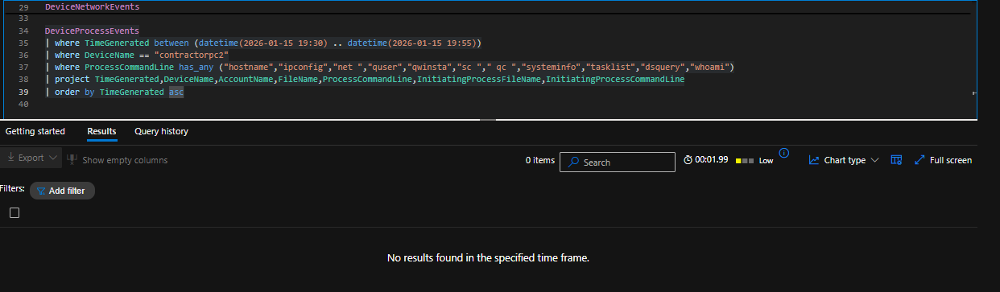 29 DeviceNetworkEvents
33
34 DeviceProcessEvents
35 | where TimeGenerated between (datetime(2026-01-15 19:30) .. datetime(2026-01-15 19:55))
36 | where DeviceName == "contractorpc2"
37 | where ProcessCommandLine has_any ("hostname","ipconfig","net ","quser","qwinsta","sc "," qc ","systeminfo","tasklist","dsquery","whoami")
38 | project TimeGenerated,DeviceName,AccountName,FileName,ProcessCommandLine,InitiatingProcessFileName,InitiatingProcessCommandLine
39 | order by TimeGenerated asc
40
Getting started Results Query history
Export Show empty columns 0 items Search 00:01.99 Low Chart type Full screen
Filters: Add filter
No results found in the specified time frame.